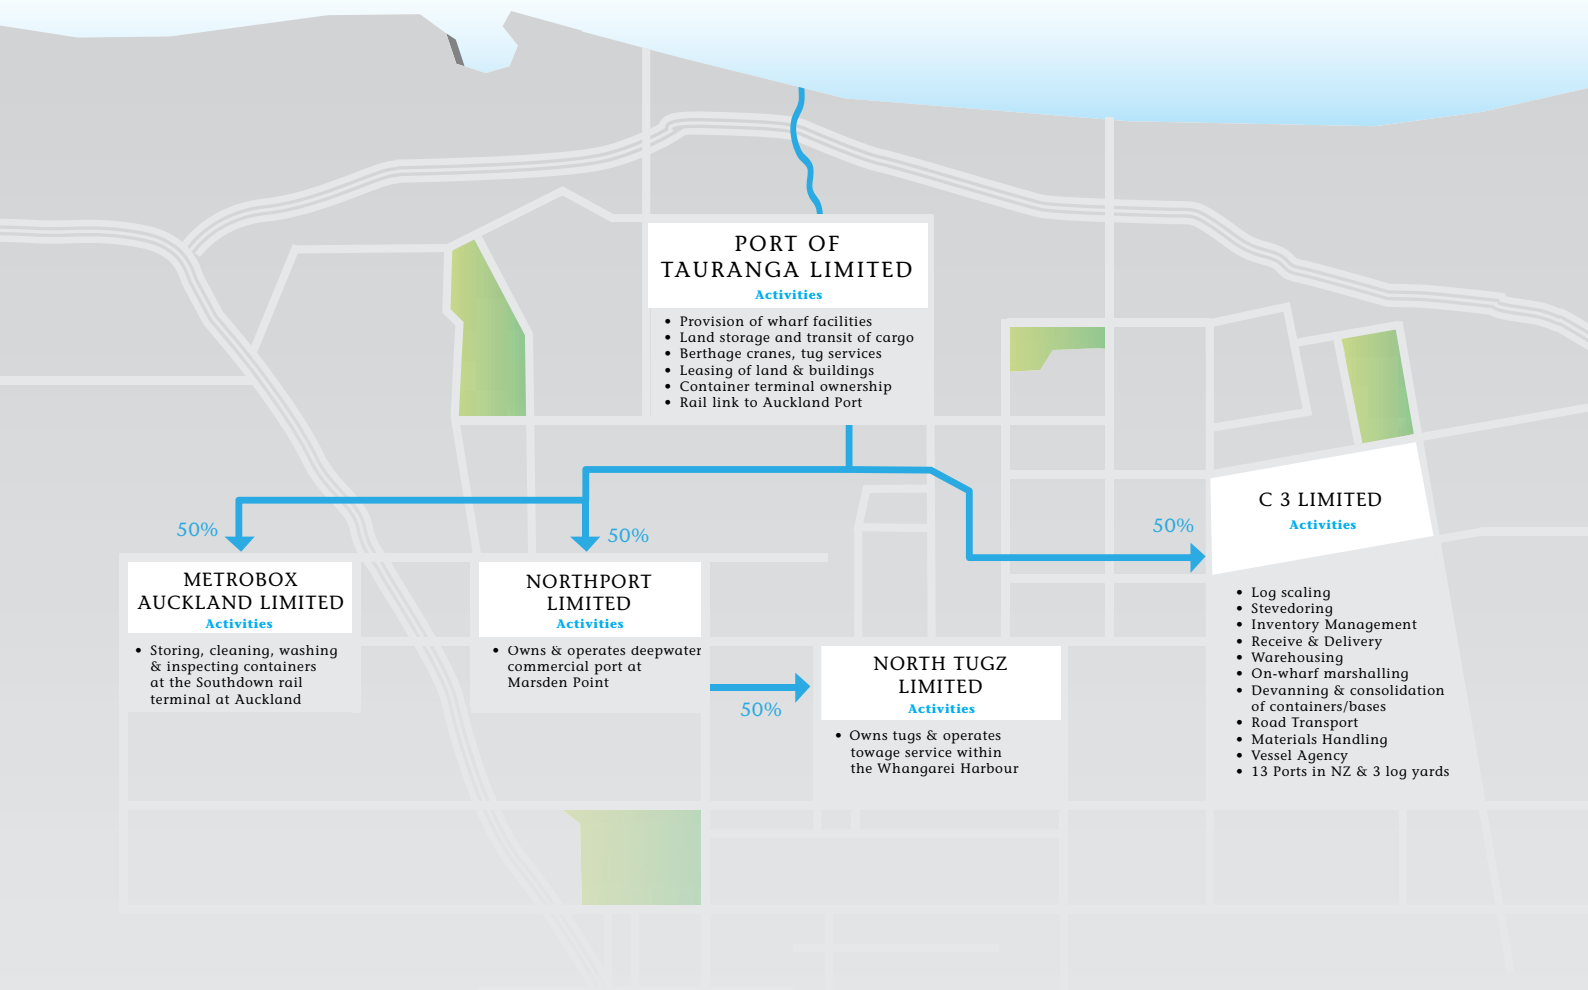 PORT OF
TAURANGA LIMITED
Activities
• Provision of wharf facilities
• Land storage and transit of cargo
• Berthage cranes, tug services
• Leasing of land & buildings
• Container terminal ownership
• Rail link to Auckland Port
50%
METROBOX
AUCKLAND LIMITED
Activities
• Storing, cleaning, washing
& inspecting containers
at the Southdown rail
terminal at Auckland
50%
NORTHPORT
LIMITED
Activities
• Owns & operates deepwater
commercial port at
Marsden Point
50%
NORTH TUGZ
LIMITED
Activities
• Owns tugs & operates
towage service within
the Whangarei Harbour
50%
C 3 LIMITED
Activities
• Log scaling
• Stevedoring
• Inventory Management
• Receive & Delivery
• Warehousing
• On-wharf marshalling
• Devanning & consolidation
of containers/bases
• Road Transport
• Materials Handling
• Vessel Agency
• 13 Ports in NZ & 3 log yards